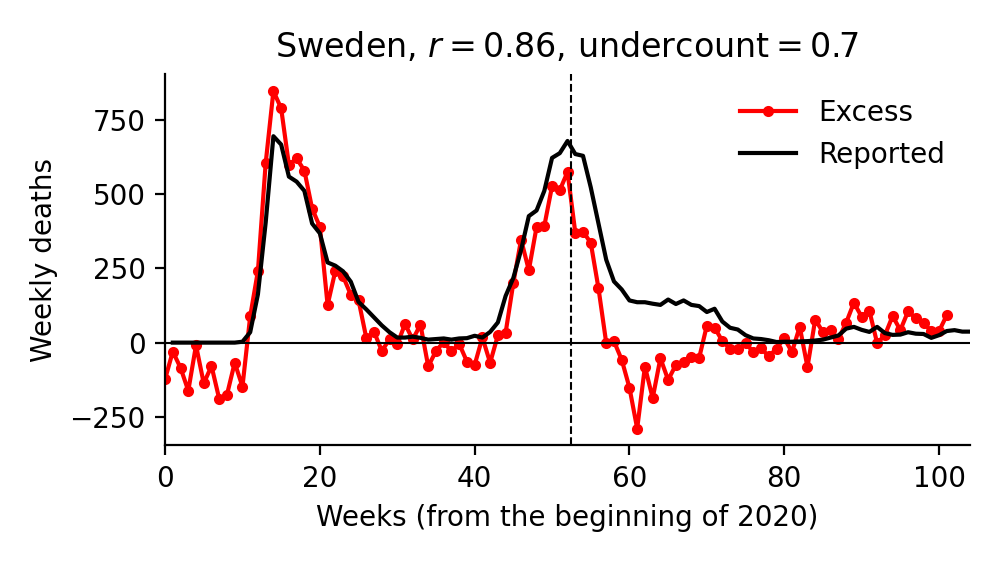 Sweden, r = 0.86, undercount = 0.7
Weekly deaths
750
500
250
0
−250
Excess
Reported
0 20 40 60 80 100
Weeks (from the beginning of 2020)